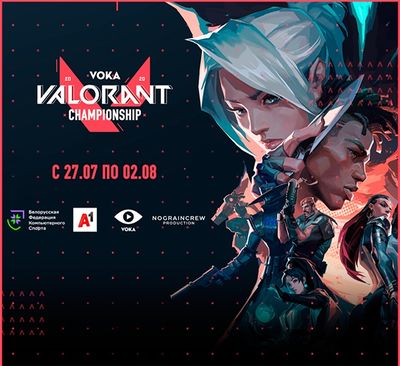 20 VOKA 20
VALORANT
CHAMPIONSHIP
С 27.07 ПО 02.08
Белорусская
Федерация
Компьютерного
Спорта
A1
VOKA
NOGRAINCREW
PRODUCTION